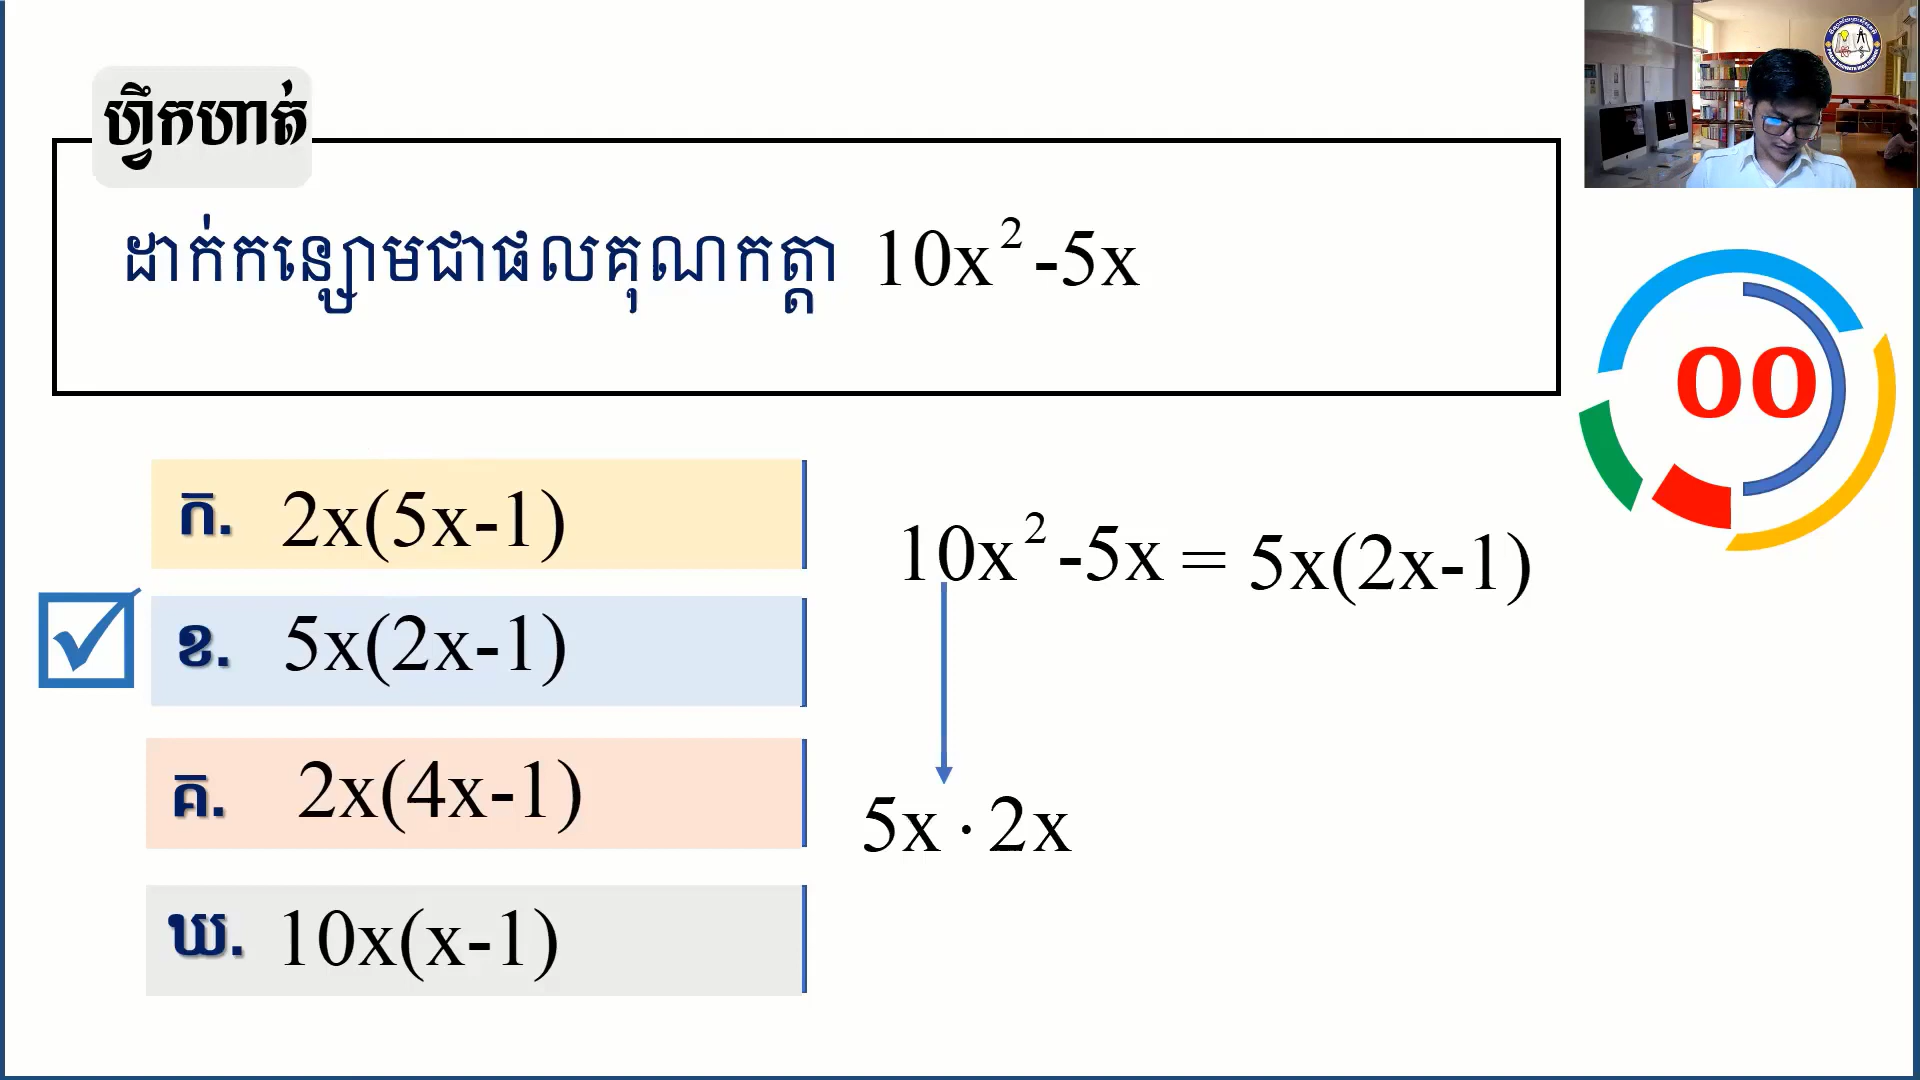 ហ្វឹកហាត់
ដាក់កន្សោមជាផលគុណកត្តា 10x²-5x
00
ក. 2x(5x-1)
ខ. 5x(2x-1)
គ. 2x(4x-1)
ឃ. 10x(x-1)
10x²-5x = 5x(2x-1)
5x · 2x